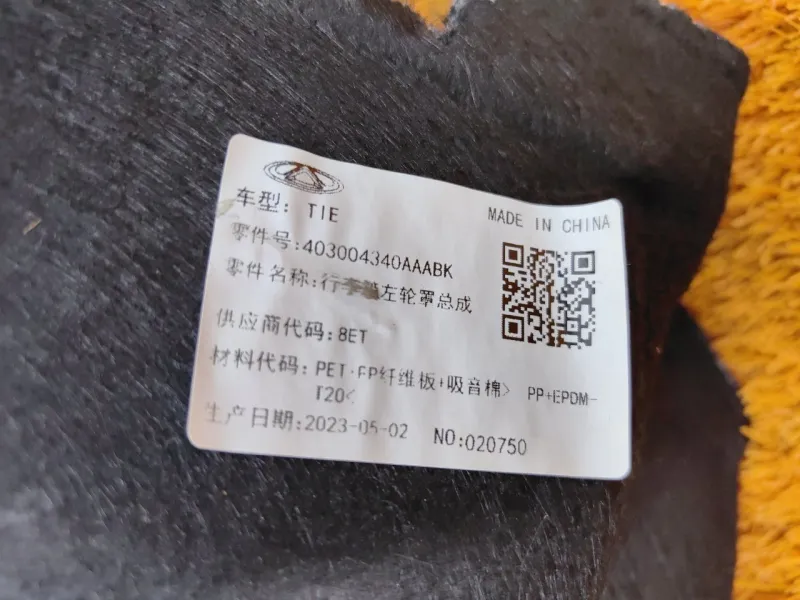 车型: TIE
MADE IN CHINA
零件号:403004340AAABK
零件名称:行李 左轮罩总成
供应商代码:8ET
材料代码: PET+PP纤维板+吸音棉> PP+EPDM-
T20<
生产日期:2023-05-02 NO:020750